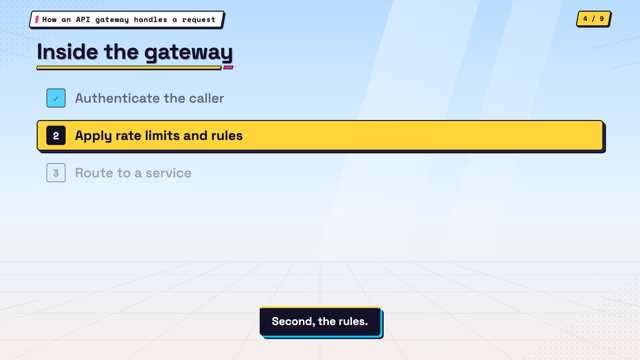 How an API gateway handles a request
4 / 9
Inside the gateway
✓ Authenticate the caller
2 Apply rate limits and rules
3 Route to a service
Second, the rules.